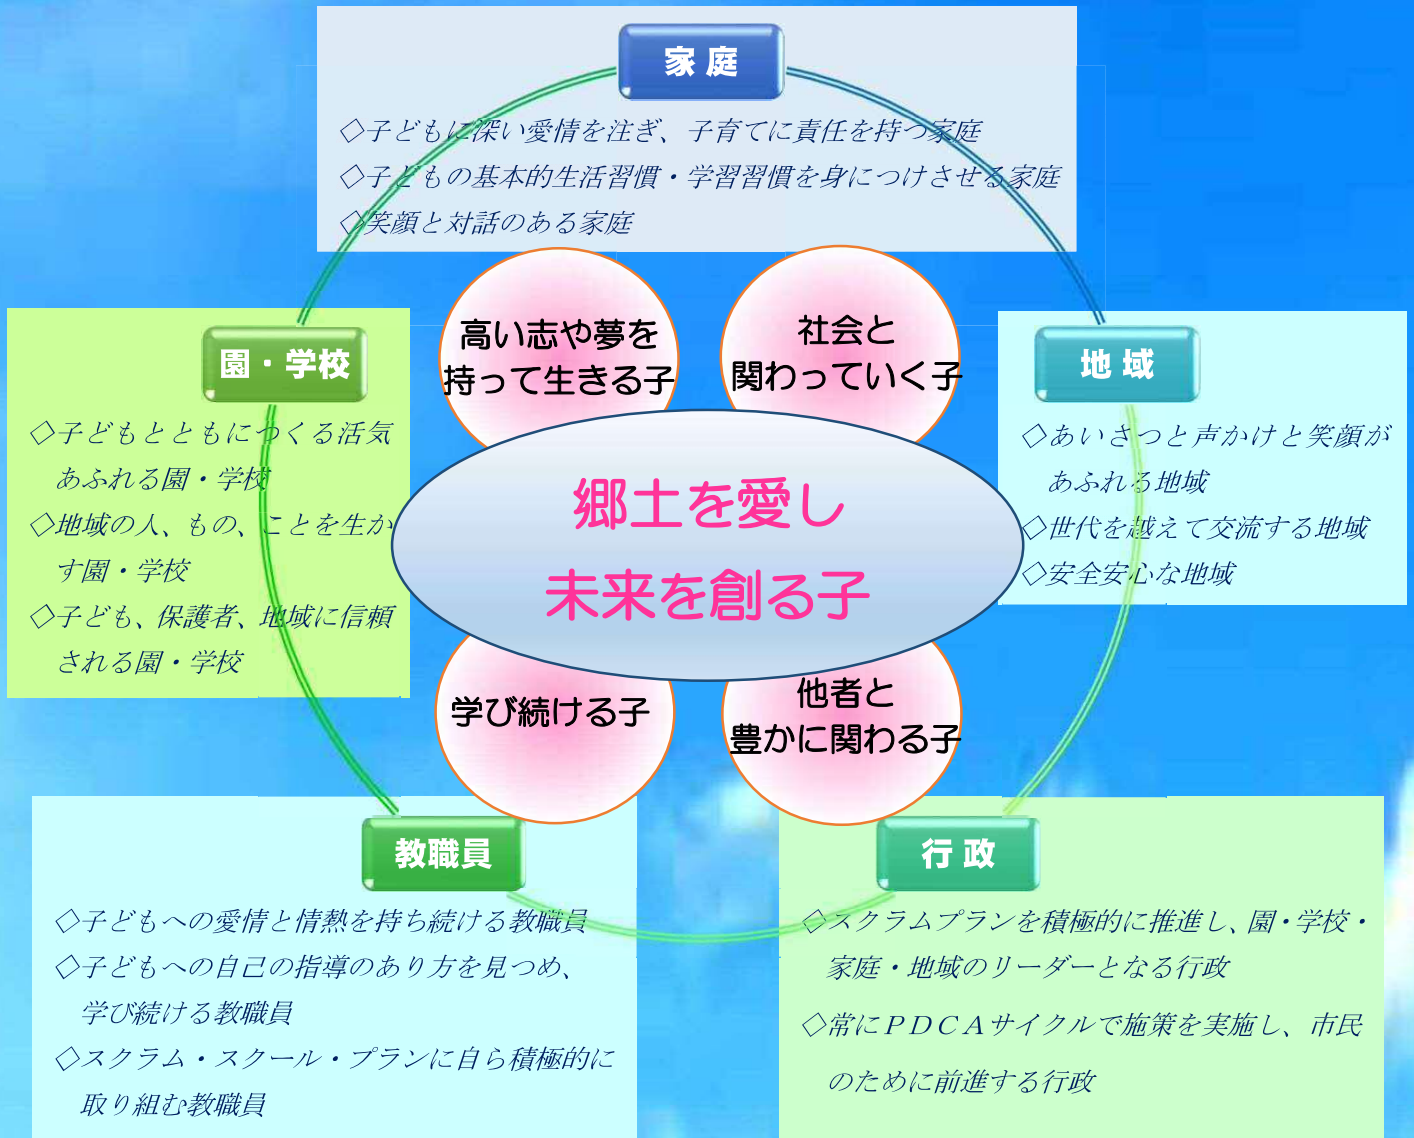 家庭
◇子どもに深い愛情を注ぎ、子育てに責任を持つ家庭
◇子どもの基本的生活習慣・学習習慣を身につけさせる家庭
◇笑顔と対話のある家庭
高い志や夢を
持って生きる子
社会と
関わっていく子
園・学校
◇子どもとともにつくる活気
あふれる園・学校
◇地域の人、もの、ことを生か
す園・学校
◇子ども、保護者、地域に信頼
される園・学校
郷土を愛し
未来を創る子
地域
◇あいさつと声かけと笑顔が
あふれる地域
◇世代を越えて交流する地域
◇安全安心な地域
学び続ける子
他者と
豊かに関わる子
教職員
◇子どもへの愛情と情熱を持ち続ける教職員
◇子どもへの自己の指導のあり方を見つめ、
学び続ける教職員
◇スクラム・スクール・プランに自ら積極的に
取り組む教職員
行政
◇スクラムプランを積極的に推進し、園・学校・
家庭・地域のリーダーとなる行政
◇常にＰＤＣＡサイクルで施策を実施し、市民
のために前進する行政